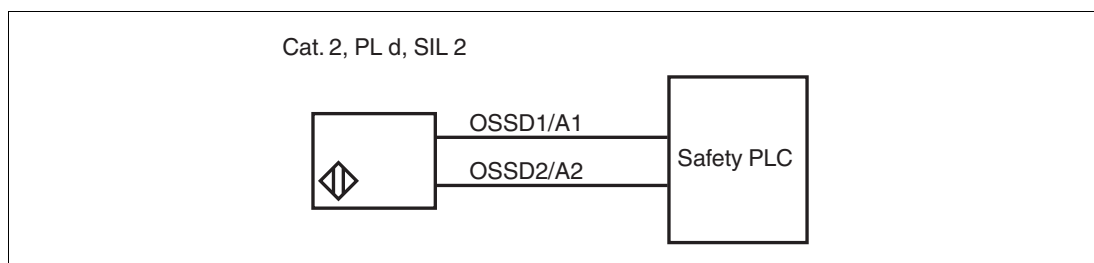 Cat. 2, PL d, SIL 2
OSSD1/A1
OSSD2/A2
Safety PLC